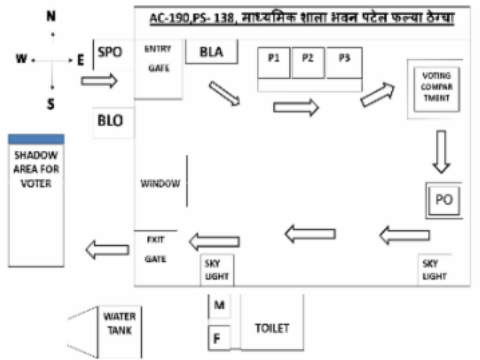 AC-190,PS- 138, माध्यमिक शाला भवन पटेल फल्या ठेंग्चा
N
W
E
S
SPO
ENTRY
GATE
BLA
P1
P2
P3
VOTING
COMPAR
TMENT
BLO
SHADOW
AREA FOR
VOTER
WINDOW
PO
EXIT
GATE
SKY
LIGHT
SKY
LIGHT
WATER
TANK
M
F
TOILET